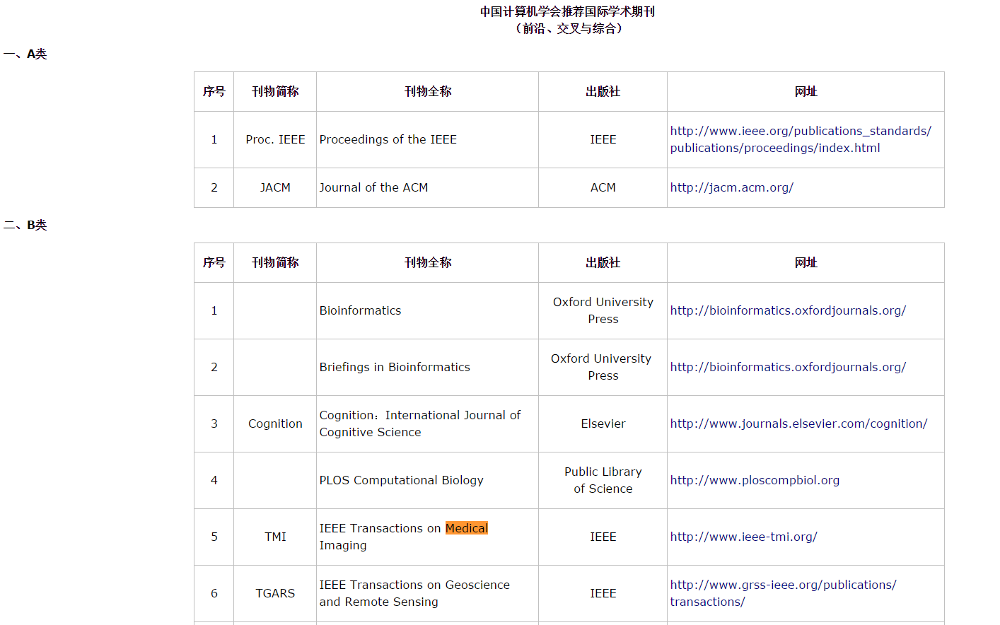 中国计算机学会推荐国际学术期刊
（前沿、交叉与综合）
一、A类
序号 刊物简称 刊物全称 出版社 网址
1 Proc. IEEE Proceedings of the IEEE IEEE http://www.ieee.org/publications_standards/
publications/proceedings/index.html
2 JACM Journal of the ACM ACM http://jacm.acm.org/
二、B类
序号 刊物简称 刊物全称 出版社 网址
1 Bioinformatics Oxford University
Press http://bioinformatics.oxfordjournals.org/
2 Briefings in Bioinformatics Oxford University
Press http://bioinformatics.oxfordjournals.org/
3 Cognition Cognition：International Journal of
Cognitive Science Elsevier http://www.journals.elsevier.com/cognition/
4 PLOS Computational Biology Public Library
of Science http://www.ploscompbiol.org
5 TMI IEEE Transactions on Medical
Imaging IEEE http://www.ieee-tmi.org/
6 TGARS IEEE Transactions on Geoscience
and Remote Sensing IEEE http://www.grss-ieee.org/publications/
transactions/